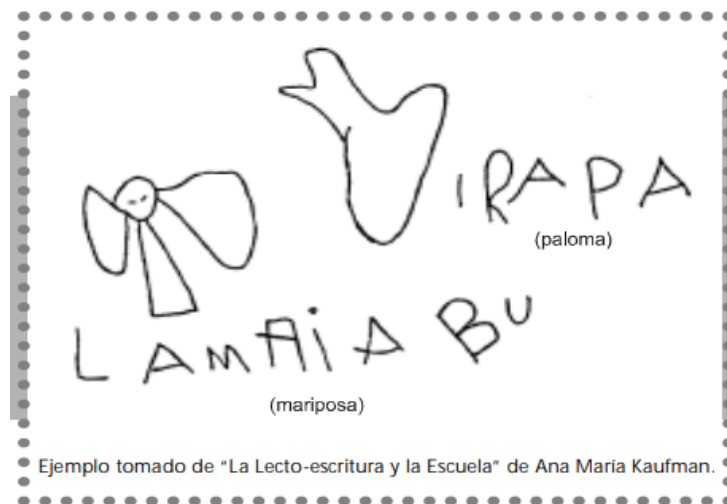 IRAPA
(paloma)
LAMAiABU
(mariposa)
Ejemplo tomado de “La Lecto-escritura y la Escuela” de Ana María Kaufman.